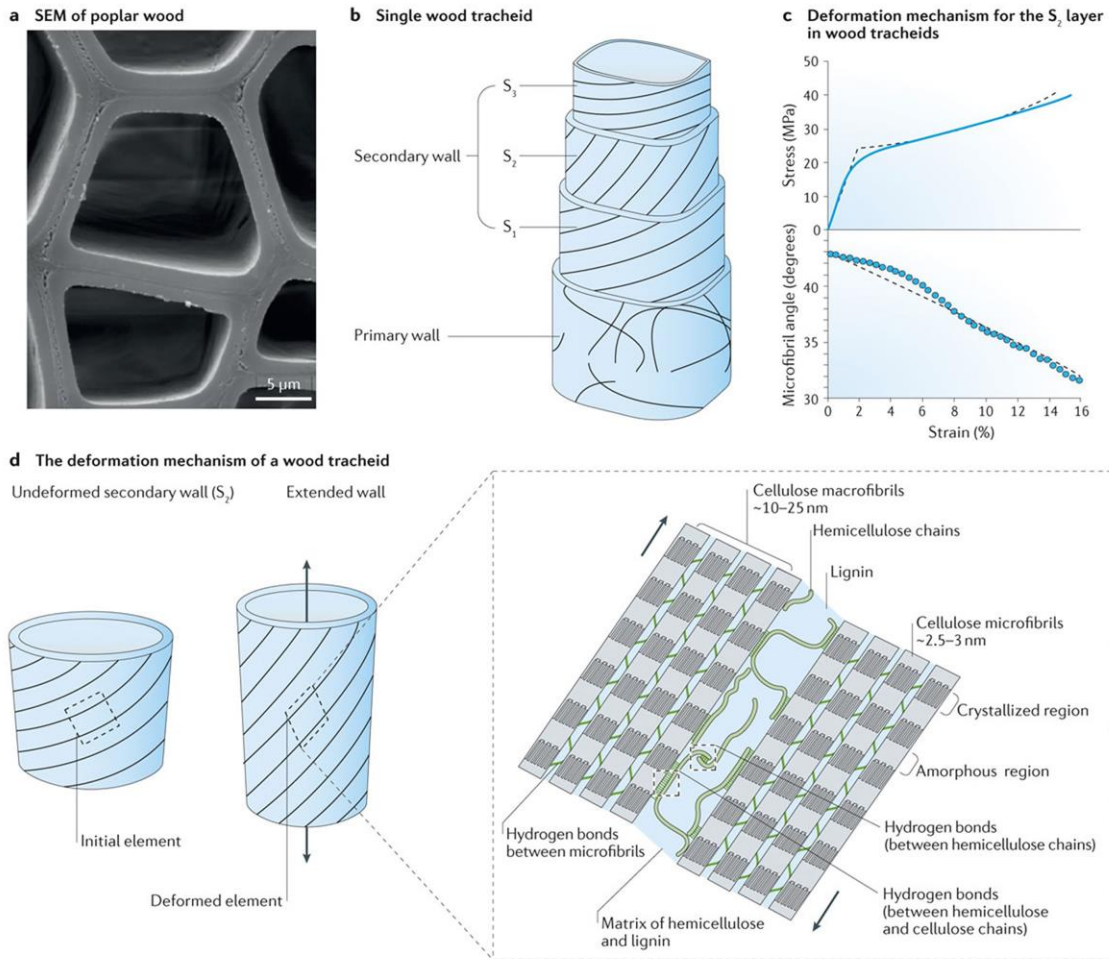 a SEM of poplar wood
5 μm
b Single wood tracheid
S3
Secondary wall
S2
S1
Primary wall
c Deformation mechanism for the S2 layer
in wood tracheids
Stress (MPa)
50
40
30
20
10
0
Microfibril angle (degrees)
40
35
30
0 2 4 6 8 10 12 14 16
Strain (%)
d The deformation mechanism of a wood tracheid
Undeformed secondary wall (S2)
Extended wall
Initial element
Deformed element
Cellulose macrofibrils
~10–25 nm
Hemicellulose chains
Lignin
Cellulose microfibrils
~2.5–3 nm
Crystallized region
Amorphous region
Hydrogen bonds
between microfibrils
Hydrogen bonds
(between hemicellulose chains)
Matrix of hemicellulose
and lignin
Hydrogen bonds
(between hemicellulose
and cellulose chains)